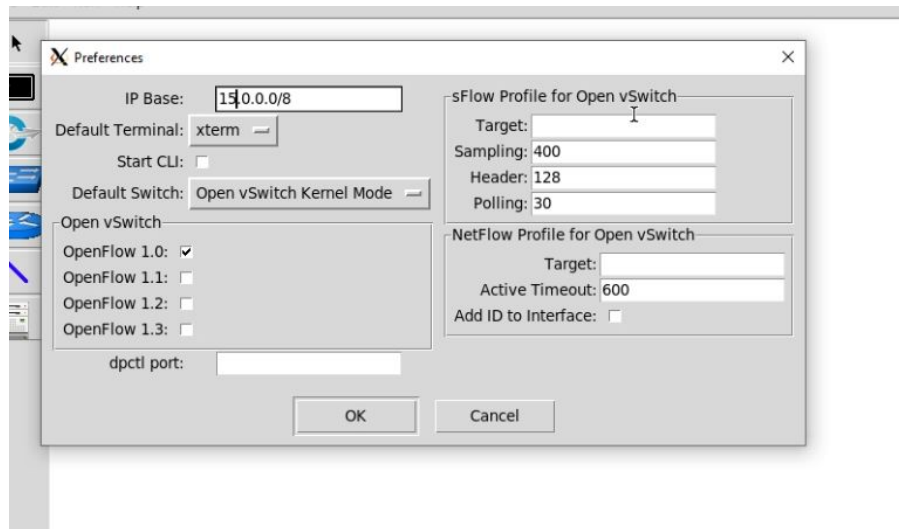 Preferences
IP Base: 15.0.0.0/8
Default Terminal: xterm
Start CLI:
Default Switch: Open vSwitch Kernel Mode
Open vSwitch
OpenFlow 1.0:
OpenFlow 1.1:
OpenFlow 1.2:
OpenFlow 1.3:
dpctl port:
sFlow Profile for Open vSwitch
Target:
Sampling: 400
Header: 128
Polling: 30
NetFlow Profile for Open vSwitch
Target:
Active Timeout: 600
Add ID to Interface:
OK
Cancel